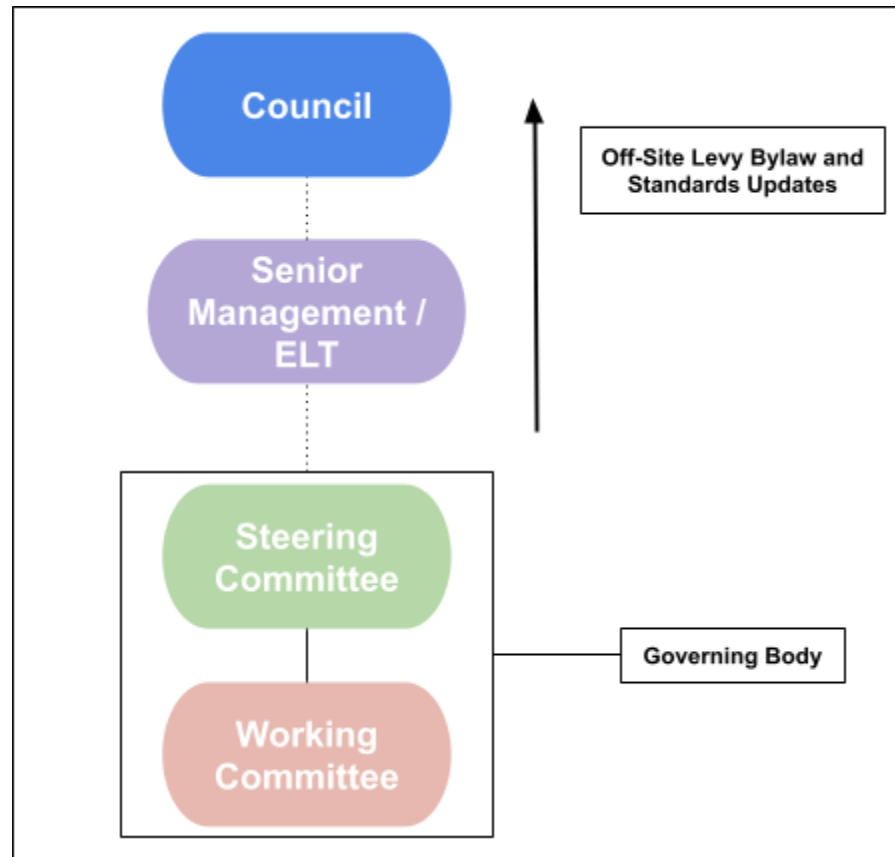 Council
Off-Site Levy Bylaw and
Standards Updates
Senior
Management /
ELT
Steering
Committee
Governing Body
Working
Committee